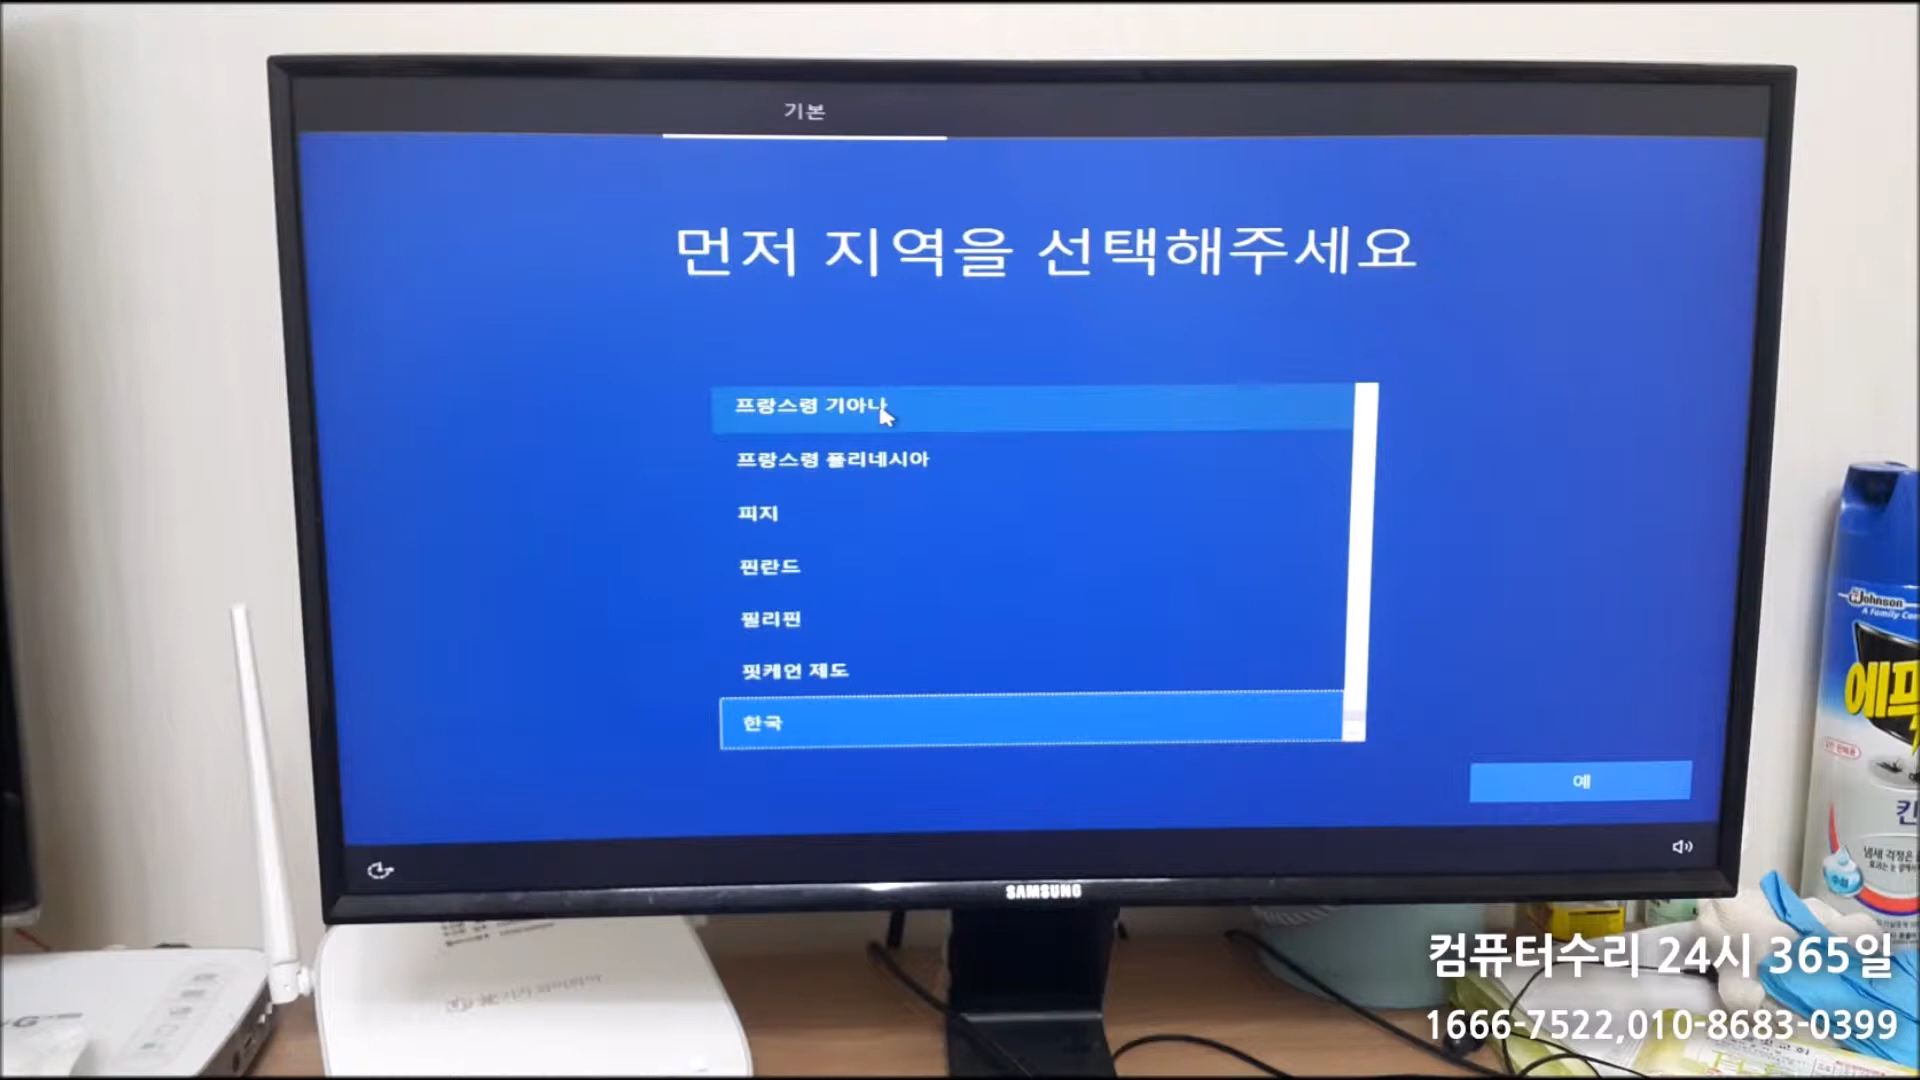 기본
먼저 지역을 선택해주세요
프랑스령 기아나
프랑스령 폴리네시아
피지
핀란드
필리핀
핏케언 제도
한국
예
SAMSUNG
Johnson
A Family
컴퓨터수리 24시 365일
1666-7522,010-8683-0399